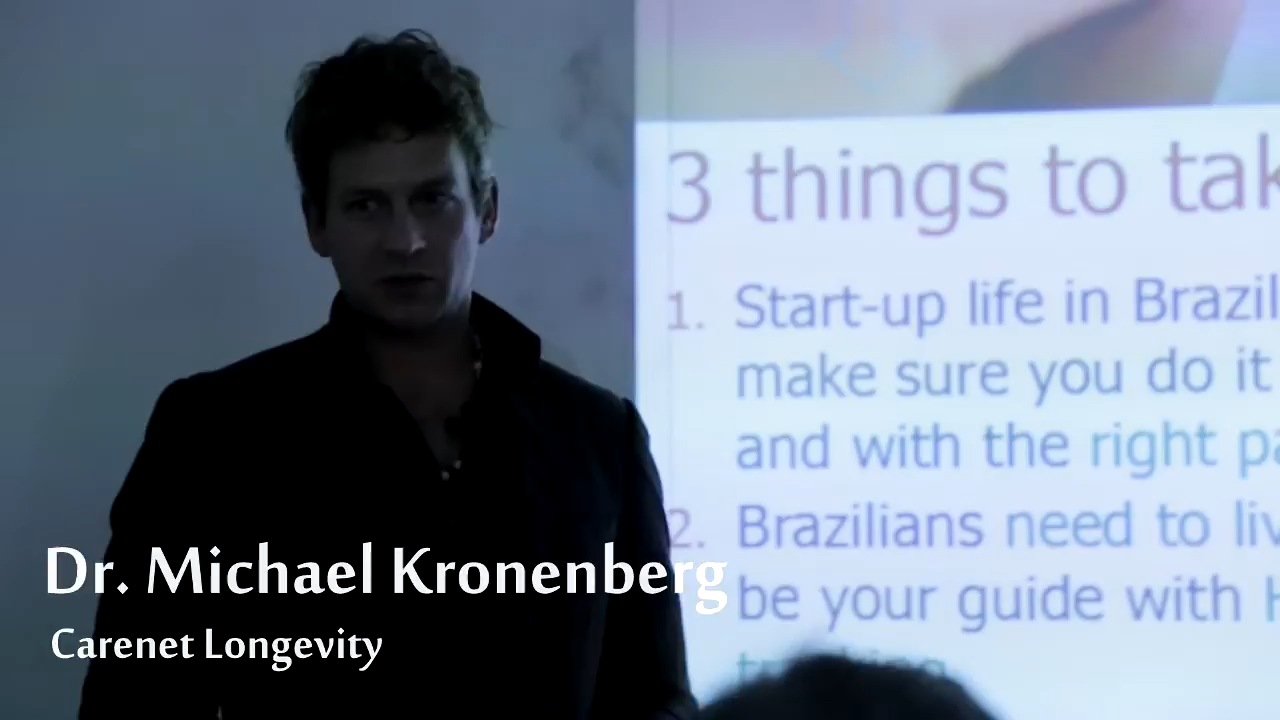 3 things to tak
1. Start-up life in Brazil
make sure you do it
and with the right pa
2. Brazilians need to liv
be your guide with H
tracking
Dr. Michael Kronenberg
Carenet Longevity